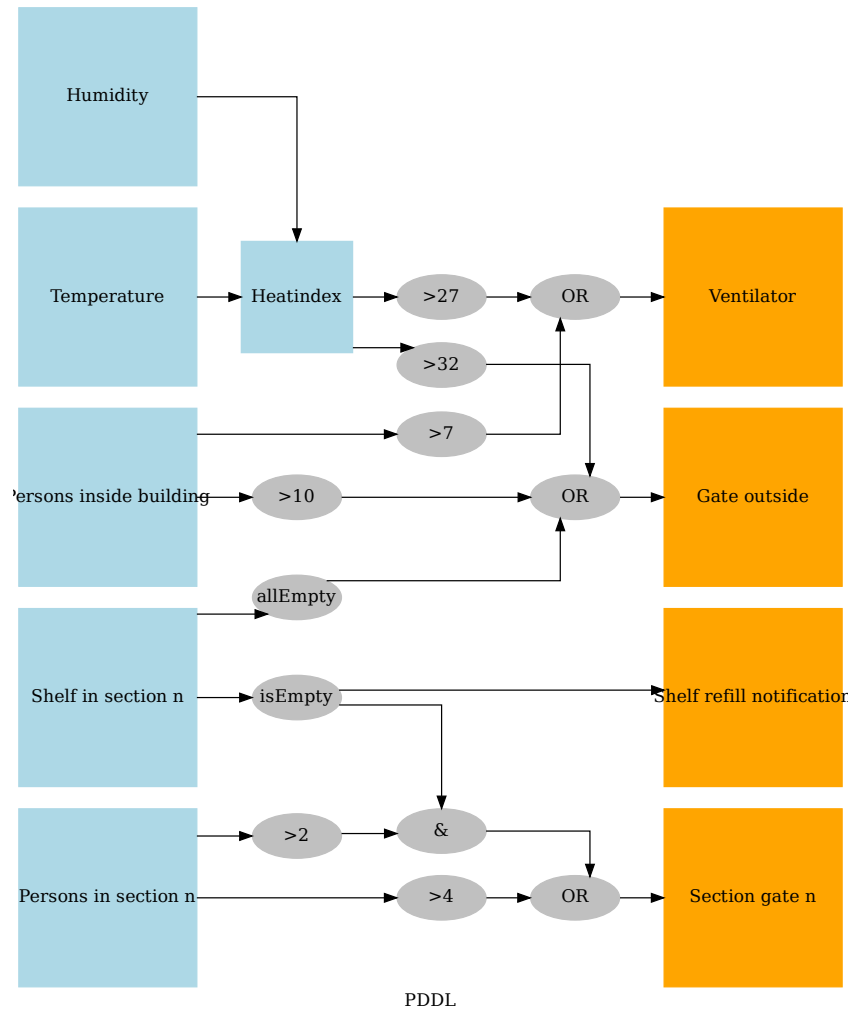 Humidity
Temperature
Heatindex
>27
OR
Ventilator
>32
>7
Persons inside building
>10
OR
Gate outside
allEmpty
Shelf in section n
isEmpty
Shelf refill notification
>2
&
Persons in section n
>4
OR
Section gate n
PDDL